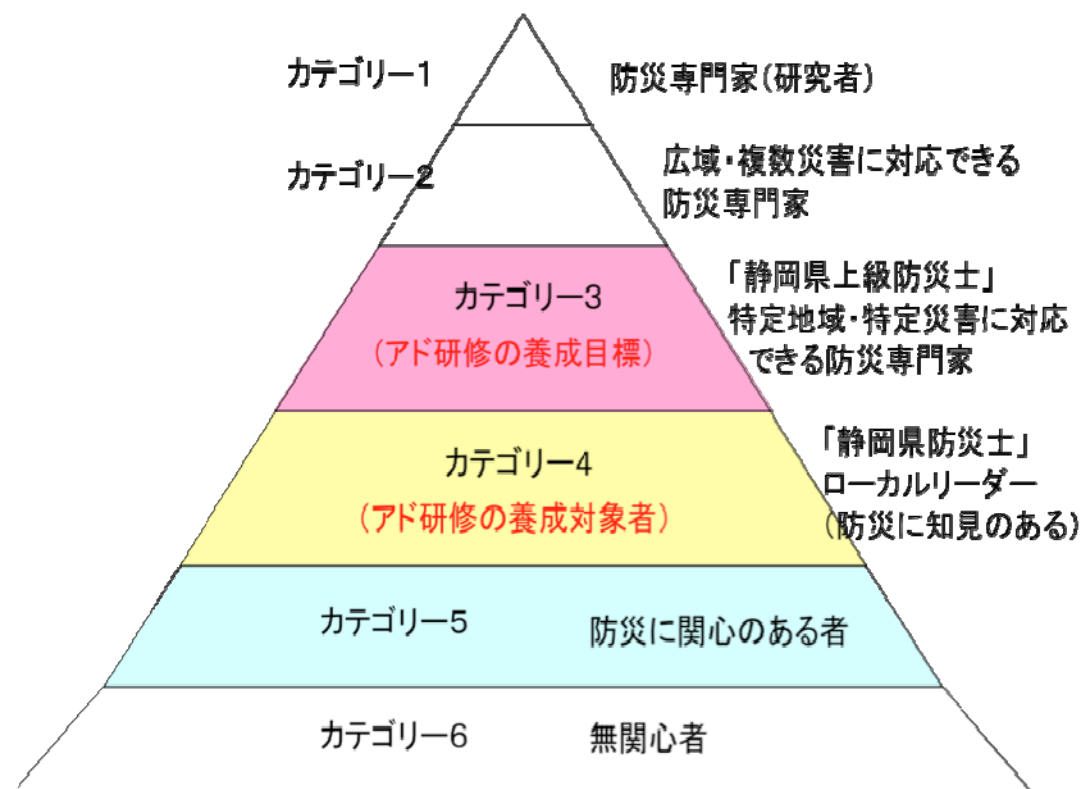 カテゴリー1
防災専門家(研究者)
カテゴリー2
広域・複数災害に対応できる
防災専門家
カテゴリー3
(アド研修の養成目標)
「静岡県上級防災士」
特定地域・特定災害に対応
できる防災専門家
カテゴリー4
(アド研修の養成対象者)
「静岡県防災士」
ローカルリーダー
(防災に知見のある)
カテゴリー5
防災に関心のある者
カテゴリー6
無関心者